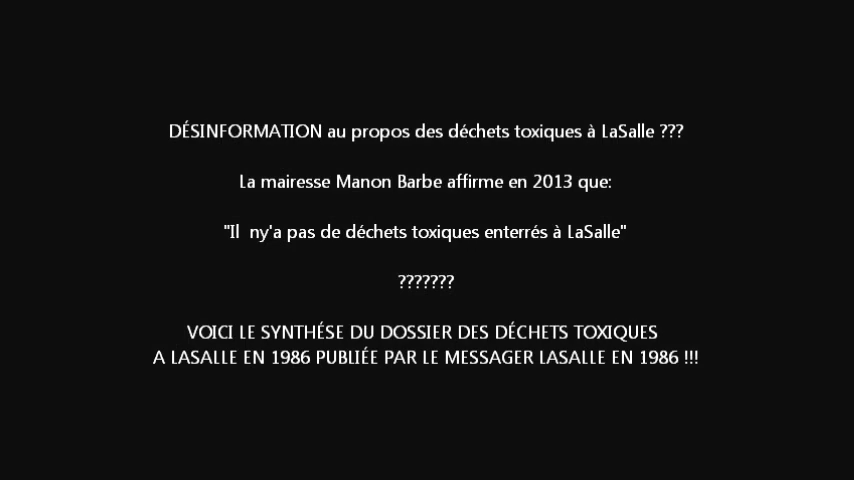 DÉSINFORMATION au propos des déchets toxiques à LaSalle ???
La mairesse Manon Barbe affirme en 2013 que:
"Il  ny'a pas de déchets toxiques enterrés à LaSalle"
???????
VOICI LE SYNTHÉSE DU DOSSIER DES DÉCHETS TOXIQUES
A LASALLE EN 1986 PUBLIÉE PAR LE MESSAGER LASALLE EN 1986 !!!